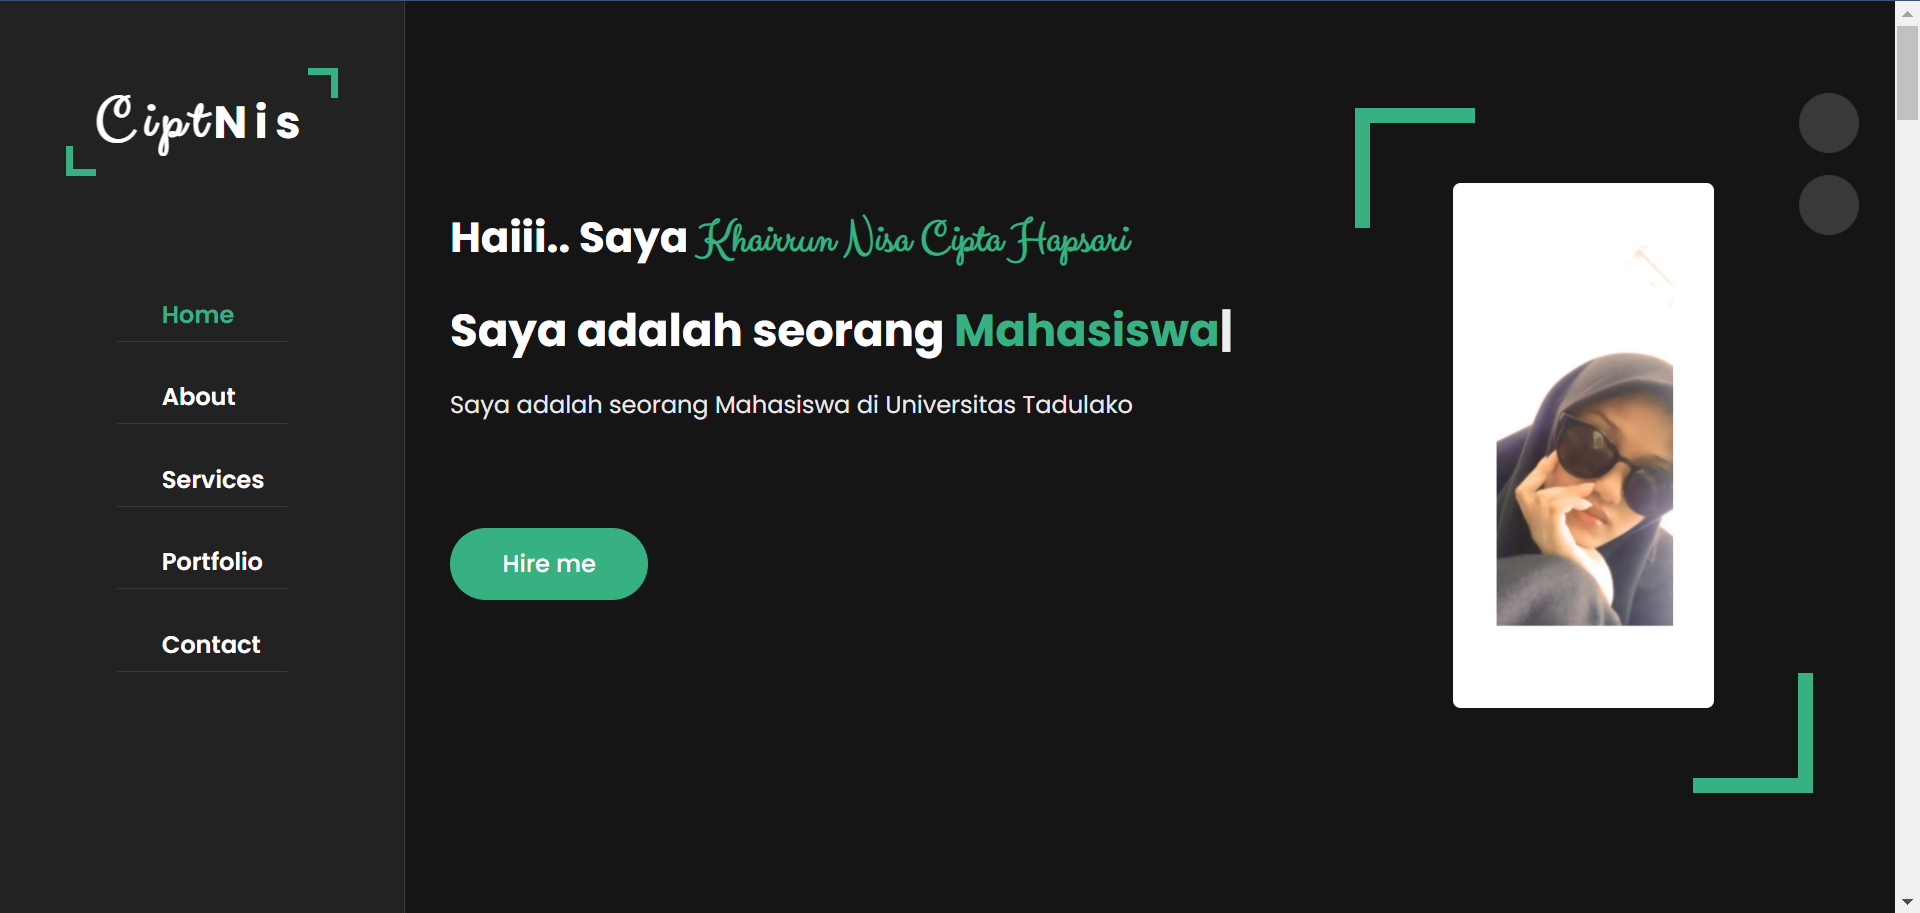 CiptNis
Home
About
Services
Portfolio
Contact
Haiii.. Saya Khairrun Nisa Cipta Hapsari
Saya adalah seorang Mahasiswa|
Saya adalah seorang Mahasiswa di Universitas Tadulako
Hire me